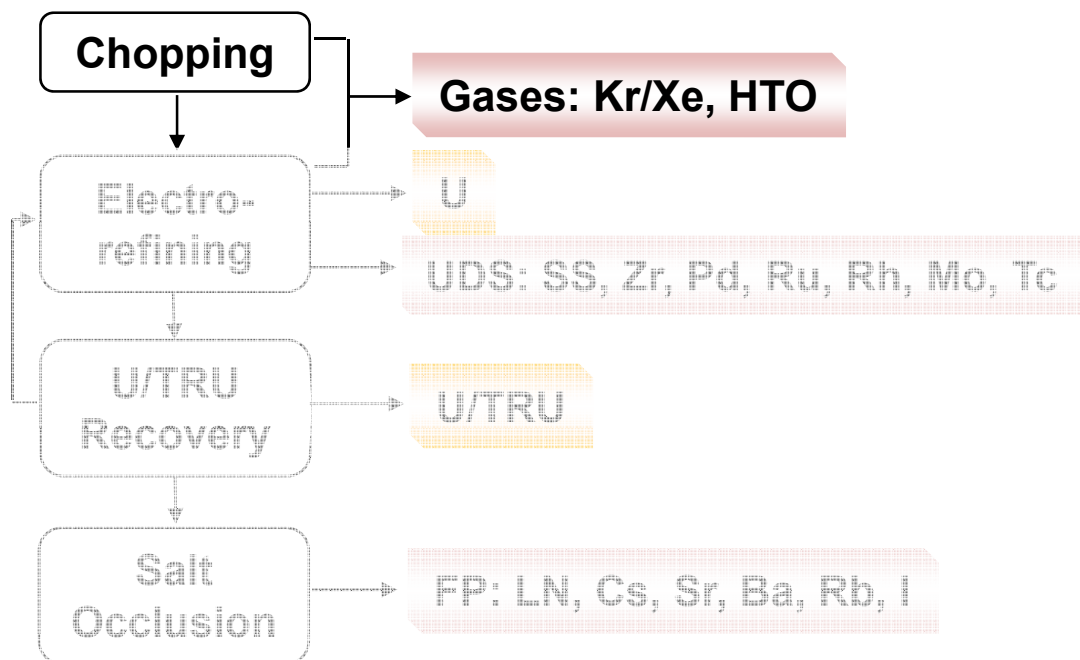 Chopping
Gases: Kr/Xe, HTO
Electro-
refining
U
UDS: SS, Zr, Pd, Ru, Rh, Mo, Tc
U/TRU
Recovery
U/TRU
Salt
Occlusion
FP: LN, Cs, Sr, Ba, Rb, I